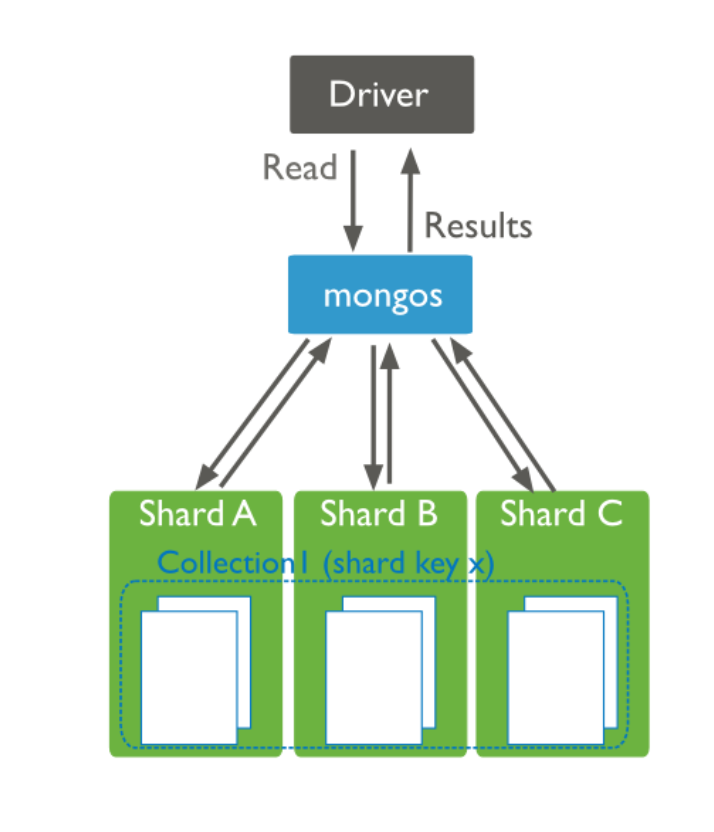 Driver
Read
Results
mongos
Shard A
Shard B
Shard C
Collection1 (shard key x)